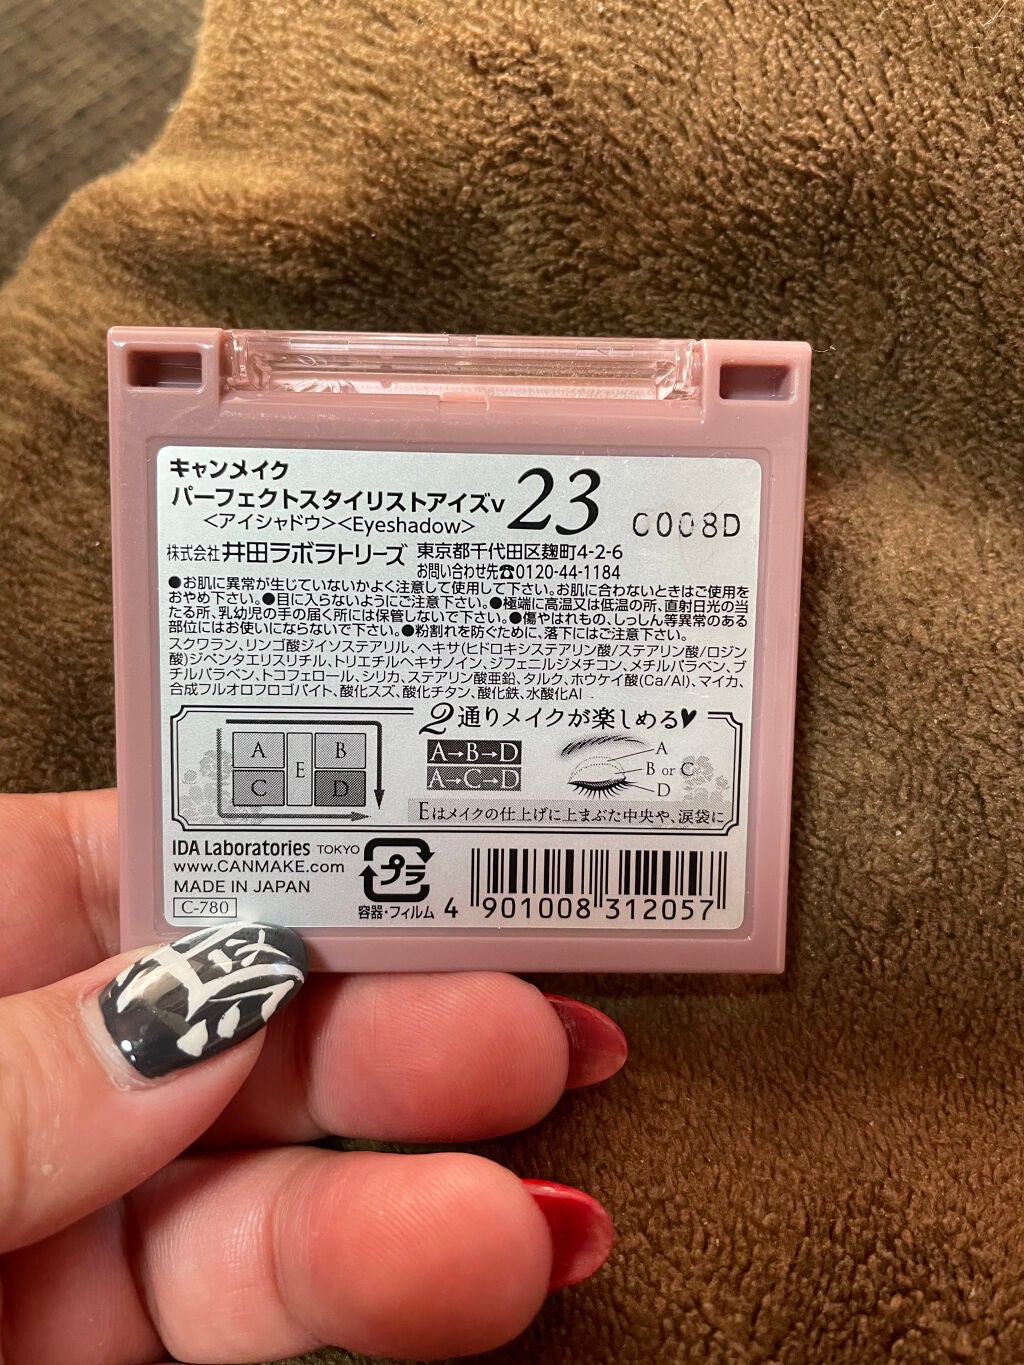 キャンメイク
パーフェクトスタイリストアイズv 23
<アイシャドウ><Eyeshadow> C008D
株式会社 井田ラボラトリーズ 東京都千代田区麹町4-2-6
お問い合わせ先☎0120-44-1184
●お肌に異常が生じていないかよく注意して使用して下さい。お肌に合わないときはご使用を
おやめ下さい。●目に入らないようにご注意下さい。●極端に高温又は低温の所、直射日光の当
たる所、乳幼児の手の届く所には保管しないで下さい。●傷やはれもの、しっしん等異常のある
部位にはお使いにならないで下さい。●粉割れを防ぐために、落下にはご注意下さい。
スクワラン、リンゴ酸ジイソステアリル、ヘキサ(ヒドロキシステアリン酸/ステアリン酸/ロジン
酸)ジペンタエリスリチル、トリエチルヘキサノイン、ジフェニルジメチコン、メチルパラベン、ブ
チルパラベン、トコフェロール、シリカ、ステアリン酸亜鉛、タルク、ホウケイ酸(Ca/Al)、マイカ、
合成フルオロフロゴパイト、酸化スズ、酸化チタン、酸化鉄、水酸化Al
2通りメイクが楽しめる♥
A B
E
C D
A→B→D
A→C→D
A
B or C
D
Eはメイクの仕上げに上まぶた中央や、涙袋に
IDA Laboratories TOKYO
www.CANMAKE.com
MADE IN JAPAN
C-780
プラ
容器・フィルム
4 901008 312057